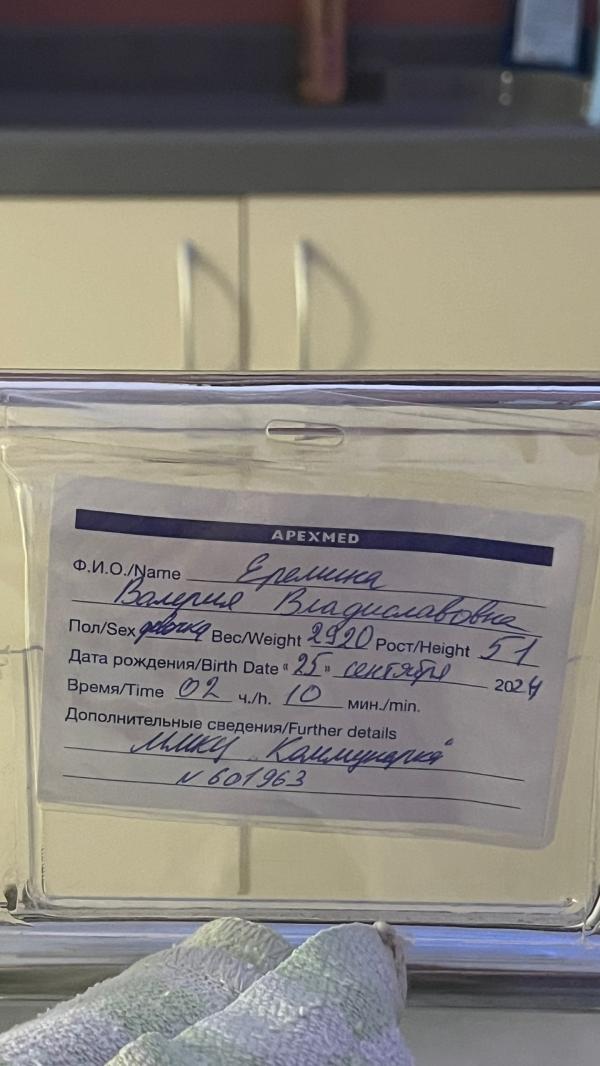 APEXMED
Ф.И.О./Name Еремина
Валерия Владиславовна
Пол/Sex девочка Вес/Weight 2920 Рост/Height 51
Дата рождения/Birth Date «25» сентября 2024
Время/Time 02 ч./h. 10 мин./min.
Дополнительные сведения/Further details
ММКЦ „Коммунарка"
N 601963